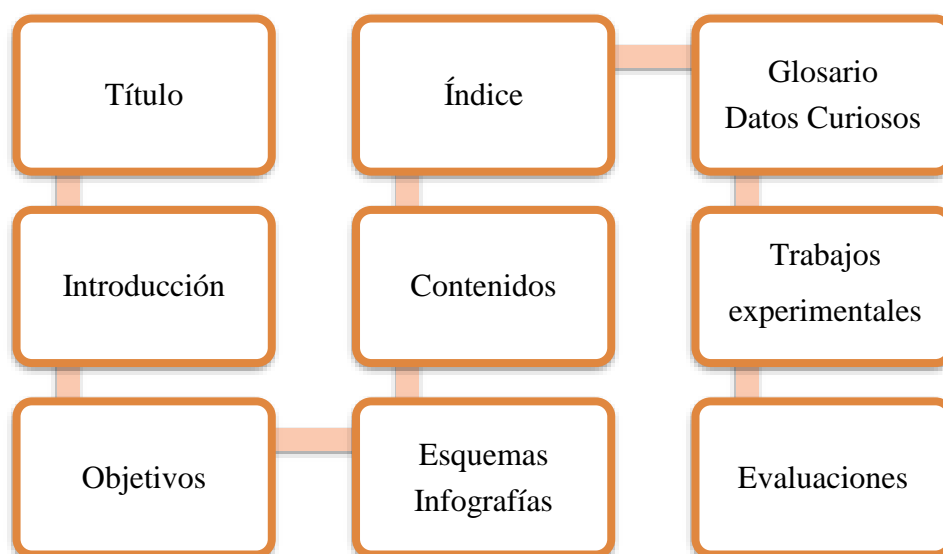 Título
Introducción
Objetivos
Esquemas
Infografías
Contenidos
Índice
Glosario
Datos Curiosos
Trabajos
experimentales
Evaluaciones